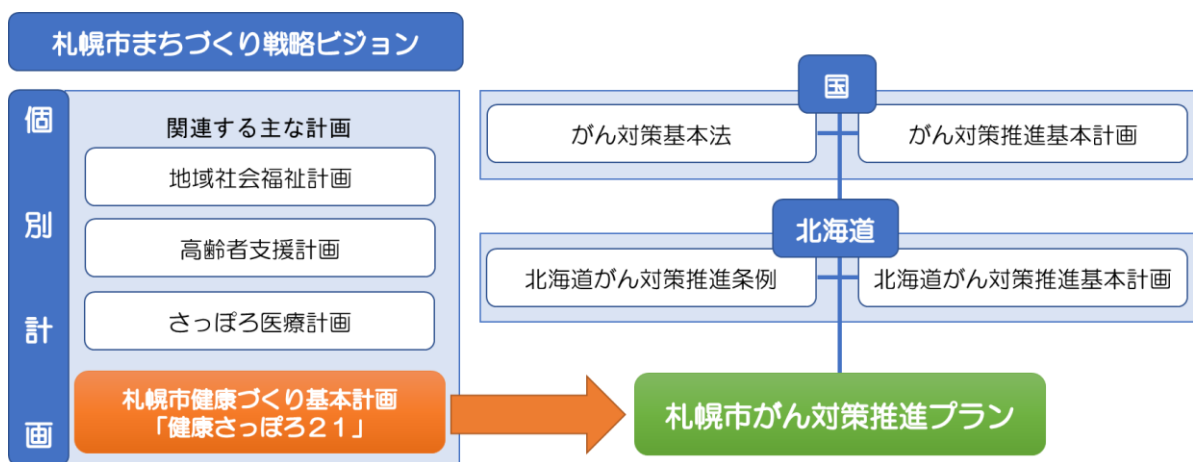 札幌市まちづくり戦略ビジョン
個別計画
関連する主な計画
地域社会福祉計画
高齢者支援計画
さっぽろ医療計画
札幌市健康づくり基本計画
「健康さっぽろ２１」
国
がん対策基本法
がん対策推進基本計画
北海道
北海道がん対策推進条例
北海道がん対策推進基本計画
札幌市がん対策推進プラン